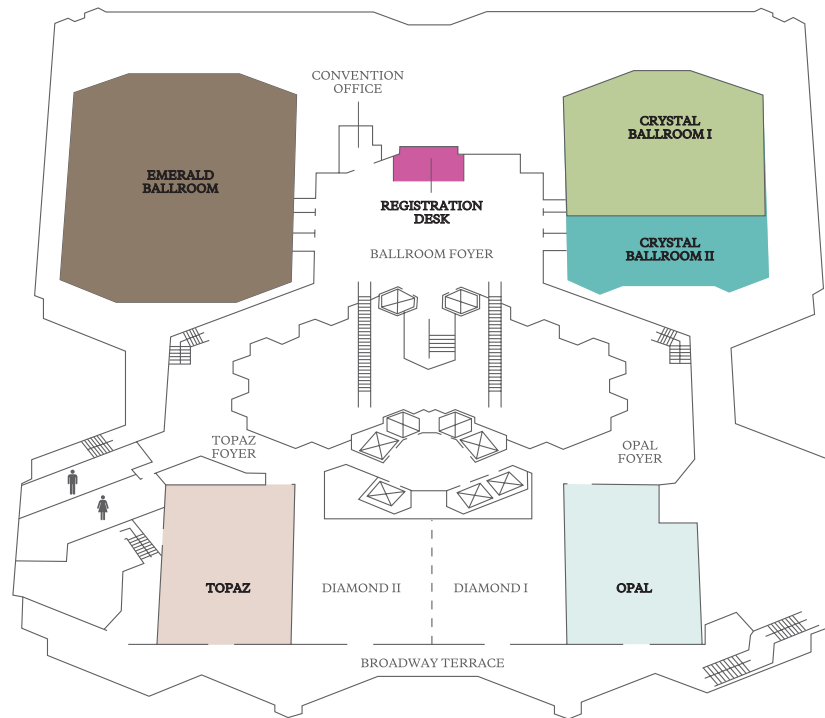 CONVENTION
OFFICE
CRYSTAL
BALLROOM I
EMERALD
BALLROOM
REGISTRATION
DESK
BALLROOM FOYER
CRYSTAL
BALLROOM II
TOPAZ
FOYER
OPAL
FOYER
TOPAZ
DIAMOND II
DIAMOND I
OPAL
BROADWAY TERRACE